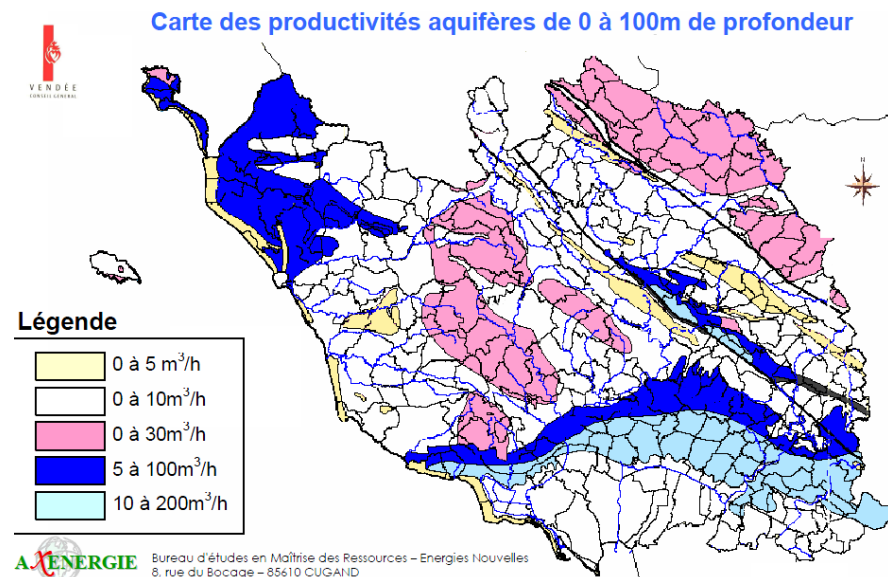 Carte des productivités aquifères de 0 à 100m de profondeur
VENDÉE
CONSEIL GENERAL
N
Légende
0 à 5 m³/h
0 à 10m³/h
0 à 30m³/h
5 à 100m³/h
10 à 200m³/h
AXENERGIE
Bureau d'études en Maîtrise des Ressources – Energies Nouvelles
8, rue du Bocage – 85610 CUGAND